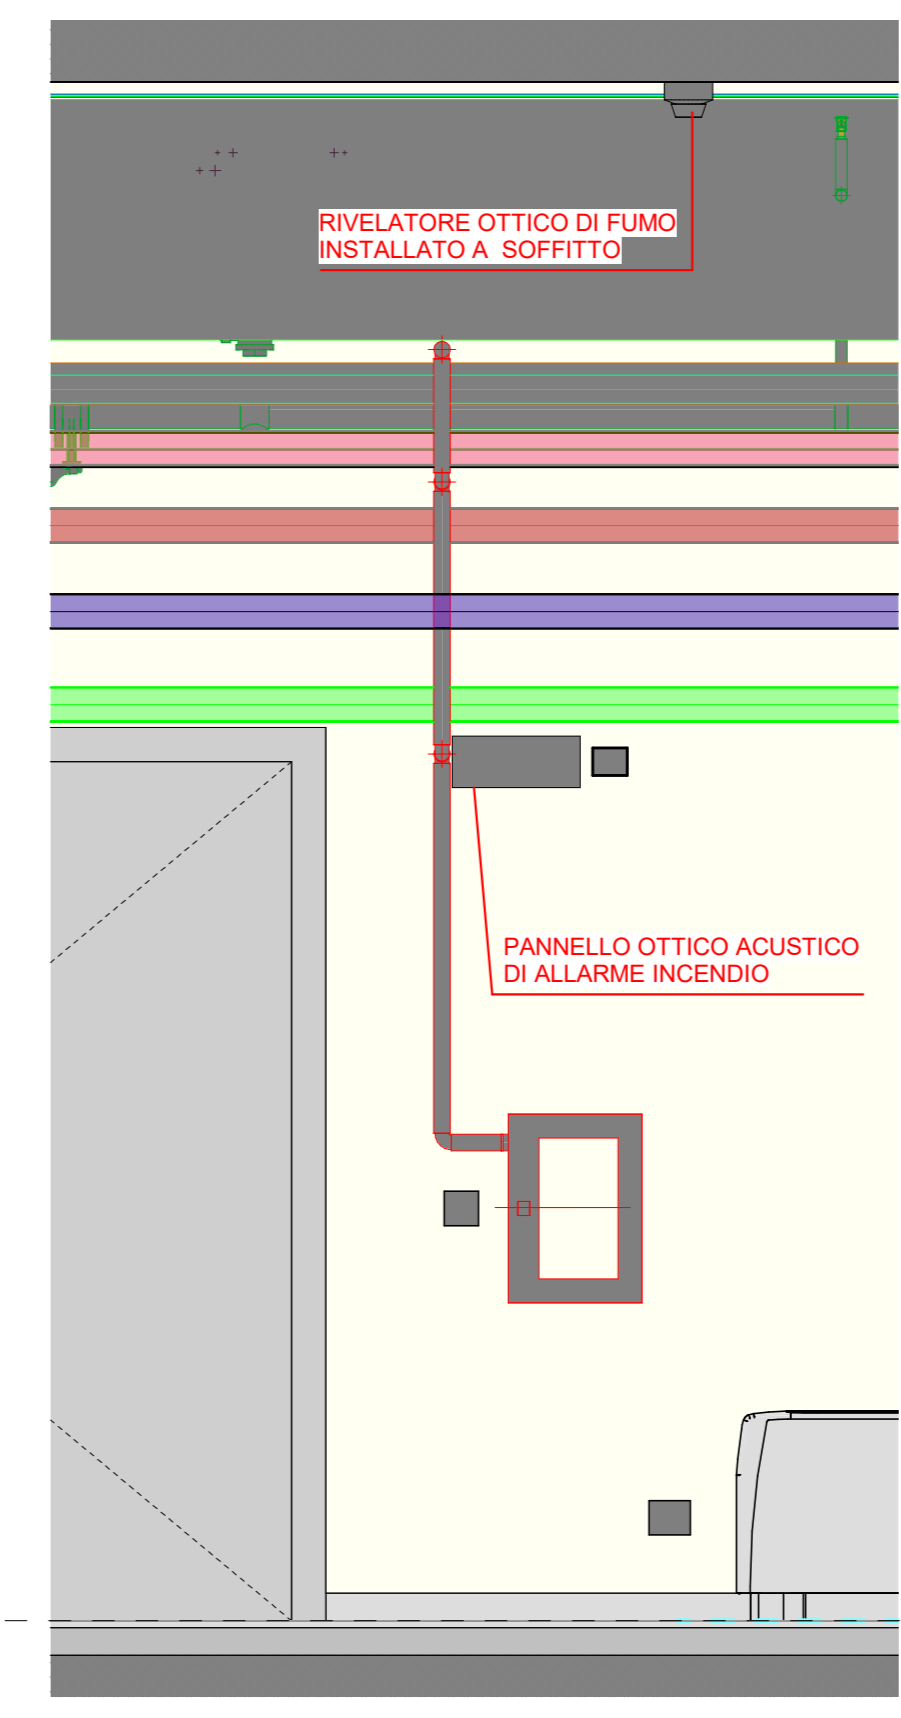 RIVELATORE OTTICO DI FUMO
INSTALLATO A  SOFFITTO
PANNELLO OTTICO ACUSTICO
DI ALLARME INCENDIO